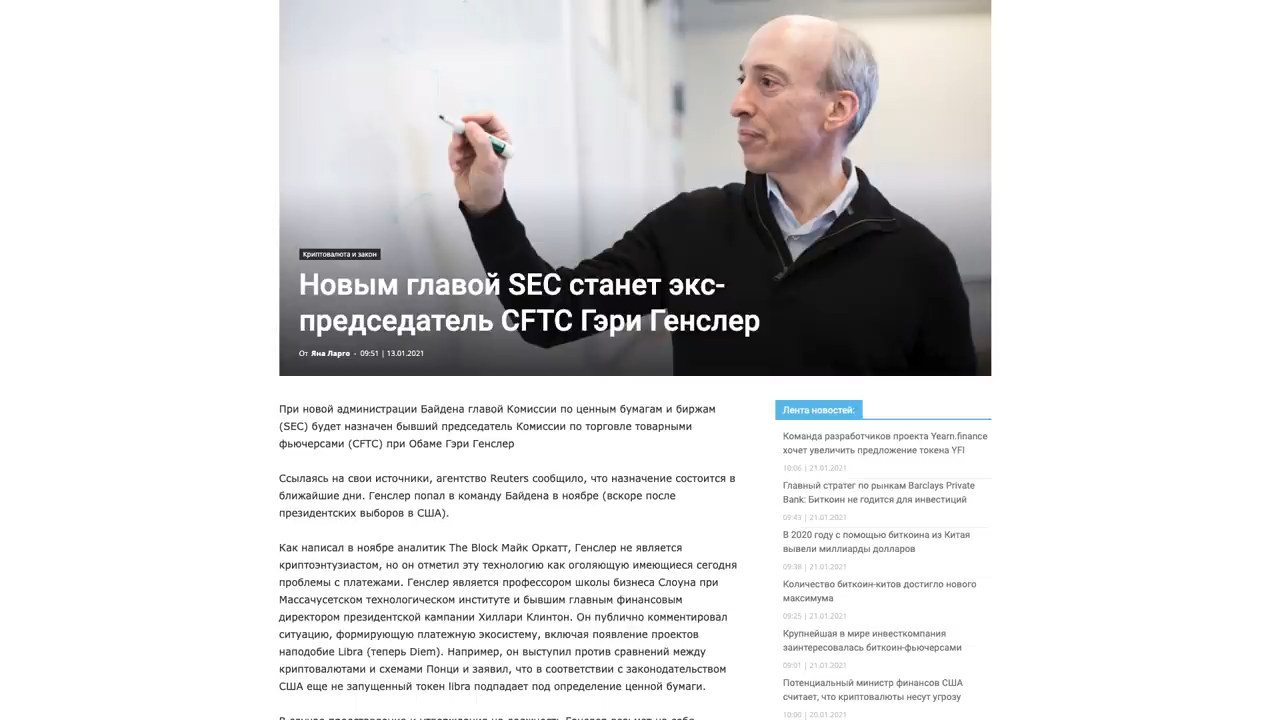 Криптовалюта и закон
Новым главой SEC станет экс-
председатель CFTC Гэри Генслер
От Яна Ларго - 09:51 | 13.01.2021
При новой администрации Байдена главой Комиссии по ценным бумагам и биржам
(SEC) будет назначен бывший председатель Комиссии по торговле товарными
фьючерсами (CFTC) при Обаме Гэри Генслер
Ссылаясь на свои источники, агентство Reuters сообщило, что назначение состоится в
ближайшие дни. Генслер попал в команду Байдена в ноябре (вскоре после
президентских выборов в США).
Как написал в ноябре аналитик The Block Майк Оркатт, Генслер не является
криптоэнтузиастом, но он отметил эту технологию как оголяющую имеющиеся сегодня
проблемы с платежами. Генслер является профессором школы бизнеса Слоуна при
Массачусетском технологическом институте и бывшим главным финансовым
директором президентской кампании Хиллари Клинтон. Он публично комментировал
ситуацию, формирующую платежную экосистему, включая появление проектов
наподобие Libra (теперь Diem). Например, он выступил против сравнений между
криптовалютами и схемами Понци и заявил, что в соответствии с законодательством
США еще не запущенный токен libra подпадает под определение ценной бумаги.
Лента новостей:
Команда разработчиков проекта Yearn.finance
хочет увеличить предложение токена YFI
10:06 | 21.01.2021
Главный стратег по рынкам Barclays Private
Bank: Биткоин не годится для инвестиций
09:43 | 21.01.2021
В 2020 году с помощью биткоина из Китая
вывели миллиарды долларов
09:38 | 21.01.2021
Количество биткоин-китов достигло нового
максимума
09:25 | 21.01.2021
Крупнейшая в мире инвесткомпания
заинтересовалась биткоин-фьючерсами
09:01 | 21.01.2021
Потенциальный министр финансов США
считает, что криптовалюты несут угрозу
10:00 | 20.01.2021